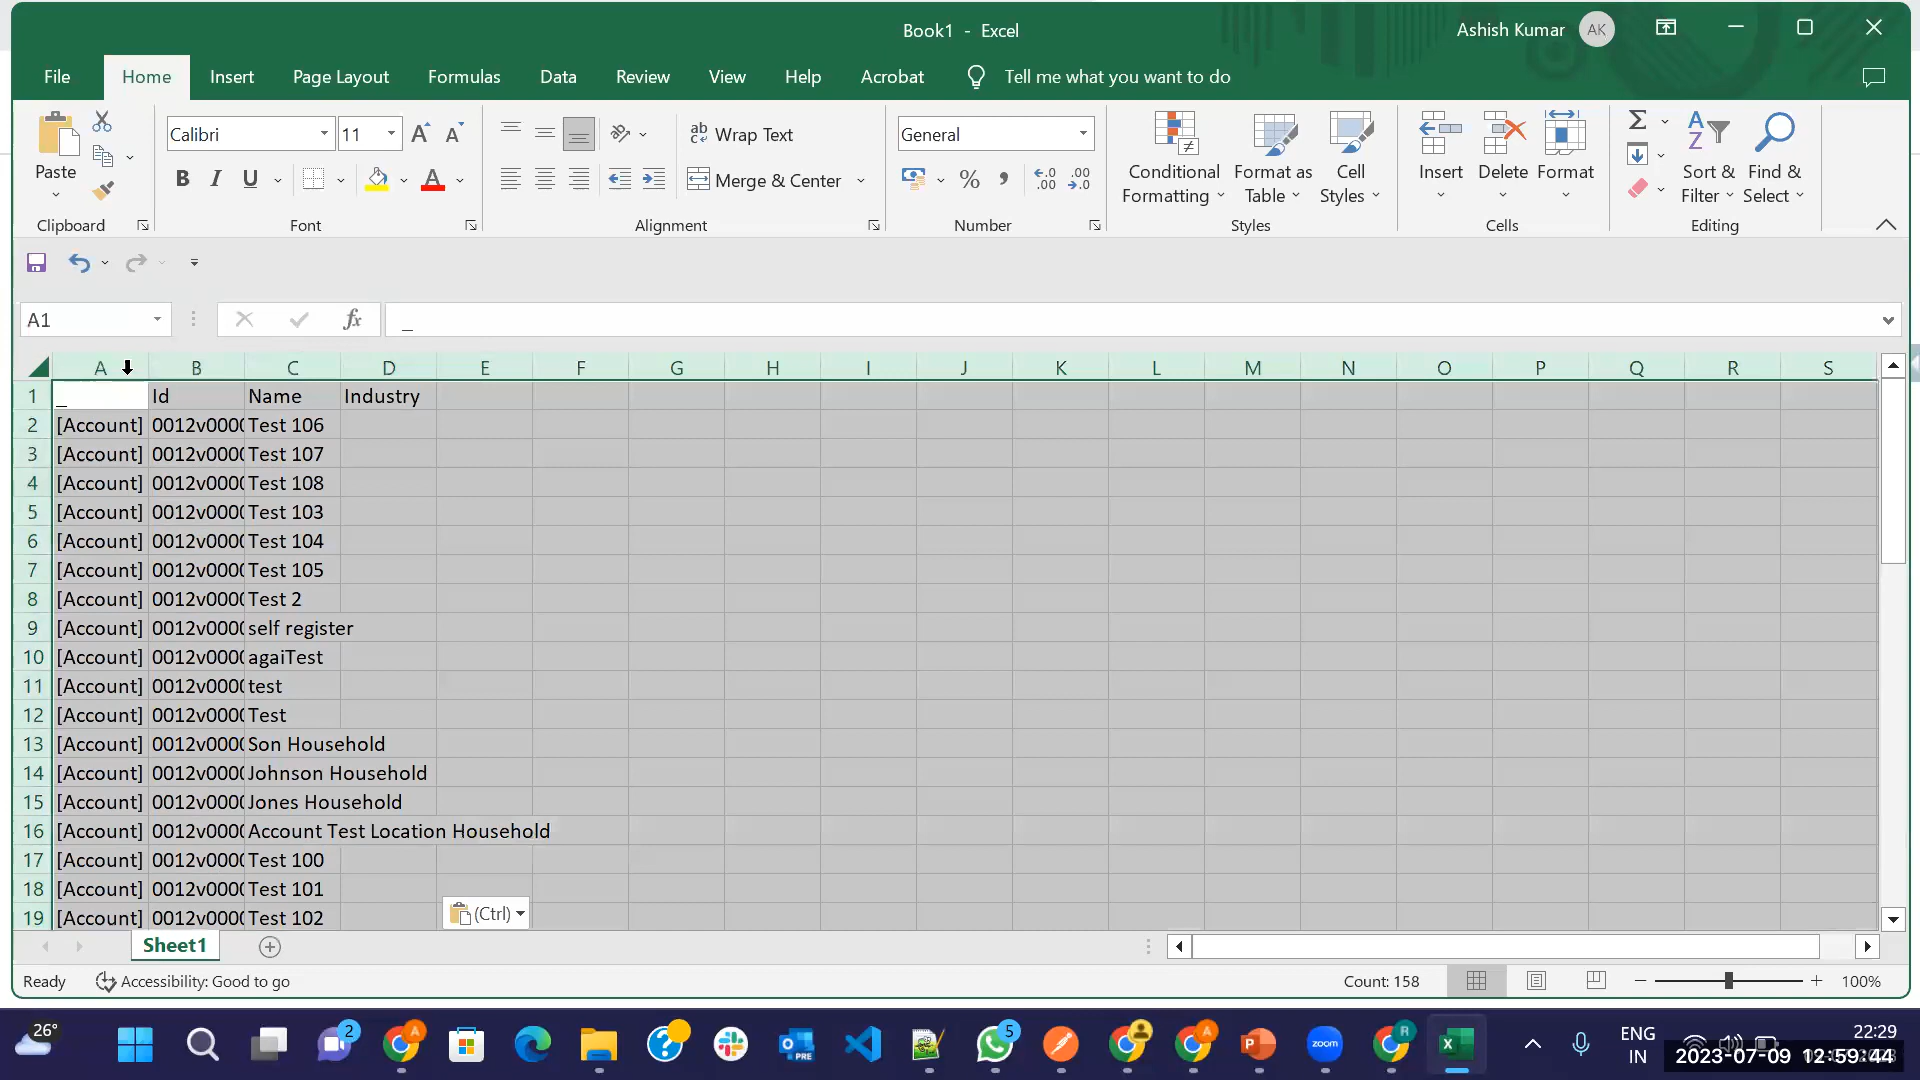 Book1 - Excel
Ashish Kumar AK
File Home Insert Page Layout Formulas Data Review View Help Acrobat Tell me what you want to do
Paste
Clipboard
Calibri 11
B I U
Font
Wrap Text
Merge & Center
Alignment
General
Number
Conditional Formatting
Format as Table
Cell Styles
Styles
Insert
Delete
Format
Cells
Sort & Filter
Find & Select
Editing
A1 fx _
A B C D E F G H I J K L M N O P Q R S
1 _ Id Name Industry
2 [Account] 0012v000 Test 106
3 [Account] 0012v000 Test 107
4 [Account] 0012v000 Test 108
5 [Account] 0012v000 Test 103
6 [Account] 0012v000 Test 104
7 [Account] 0012v000 Test 105
8 [Account] 0012v000 Test 2
9 [Account] 0012v000 self register
10 [Account] 0012v000 agaiTest
11 [Account] 0012v000 test
12 [Account] 0012v000 Test
13 [Account] 0012v000 Son Household
14 [Account] 0012v000 Johnson Household
15 [Account] 0012v000 Jones Household
16 [Account] 0012v000 Account Test Location Household
17 [Account] 0012v000 Test 100
18 [Account] 0012v000 Test 101
19 [Account] 0012v000 Test 102
(Ctrl)
Sheet1
Ready Accessibility: Good to go Count: 158 100%
26°
2
A
PRE
5
A
zoom
R
ENG
IN
22:29
2023-07-09 12:59:44